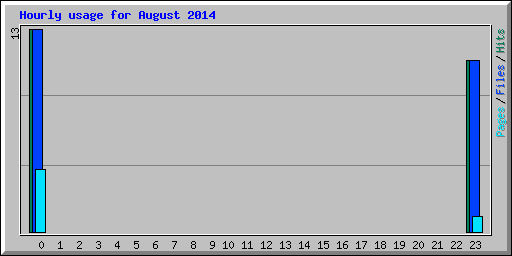 Hourly usage for August 2014
13
Pages/Files/Hits
0 1 2 3 4 5 6 7 8 9 10 11 12 13 14 15 16 17 18 19 20 21 22 23